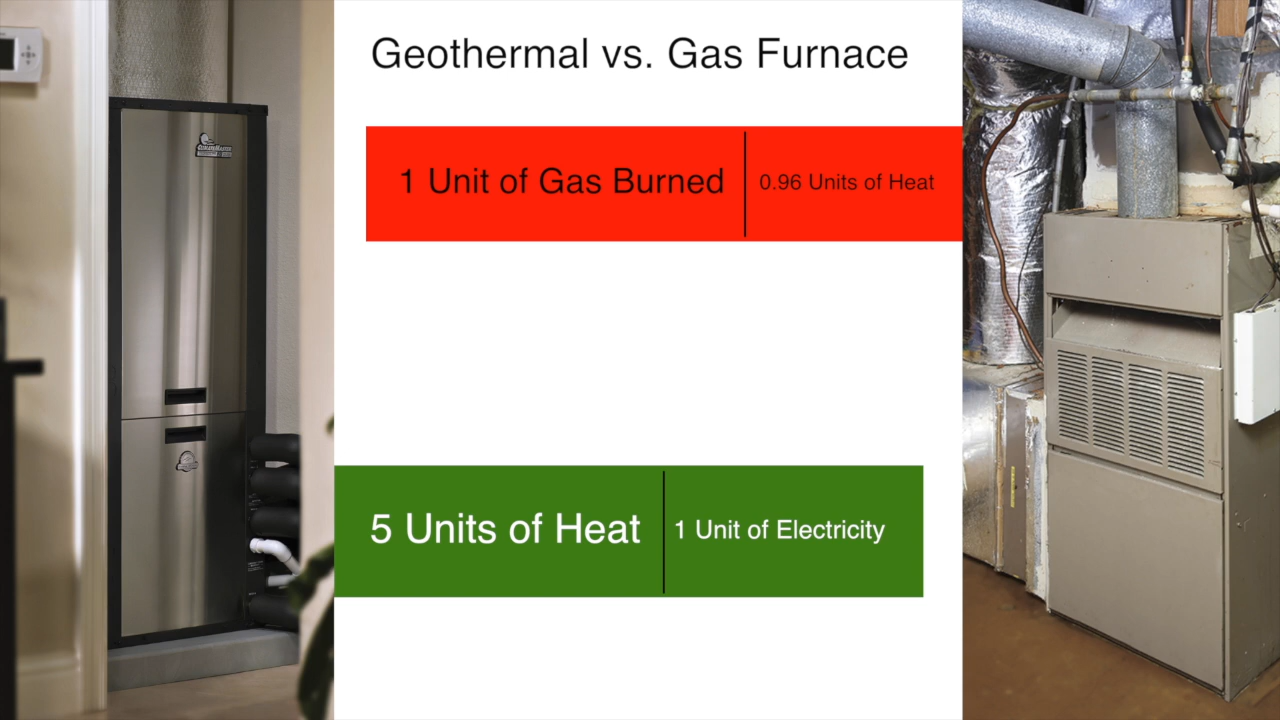 Geothermal vs. Gas Furnace
1 Unit of Gas Burned
0.96 Units of Heat
5 Units of Heat
1 Unit of Electricity
CLIMATEMASTER